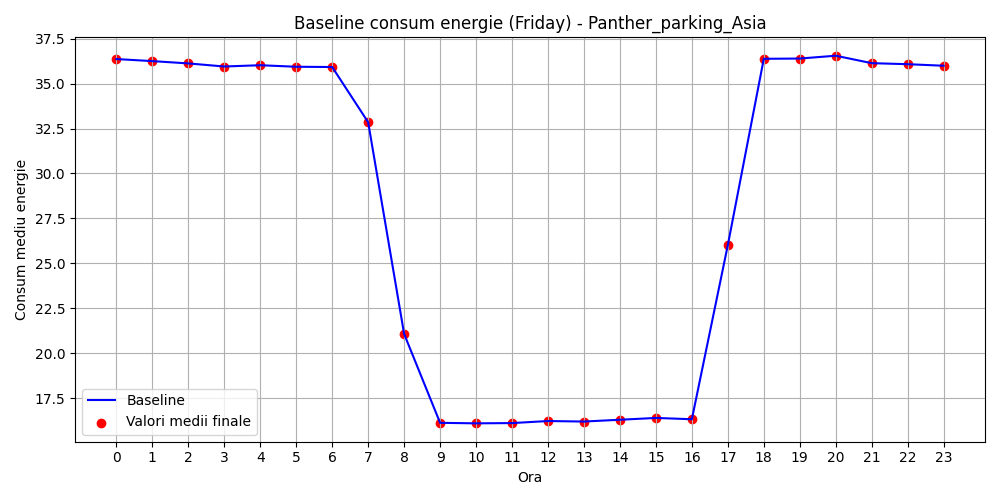 Baseline consum energie (Friday) - Panther_parking_Asia
Consum mediu energie
37.5
35.0
32.5
30.0
27.5
25.0
22.5
20.0
17.5
Baseline
Valori medii finale
0 1 2 3 4 5 6 7 8 9 10 11 12 13 14 15 16 17 18 19 20 21 22 23
Ora